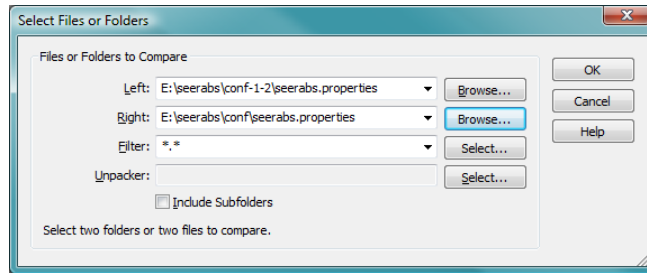 Select Files or Folders
Files or Folders to Compare
Left: E:\seerabs\conf-1-2\seerabs.properties Browse... OK
Right: E:\seerabs\conf\seerabs.properties Browse... Cancel
Filter: *.* Select... Help
Unpacker: Select...
Include Subfolders
Select two folders or two files to compare.